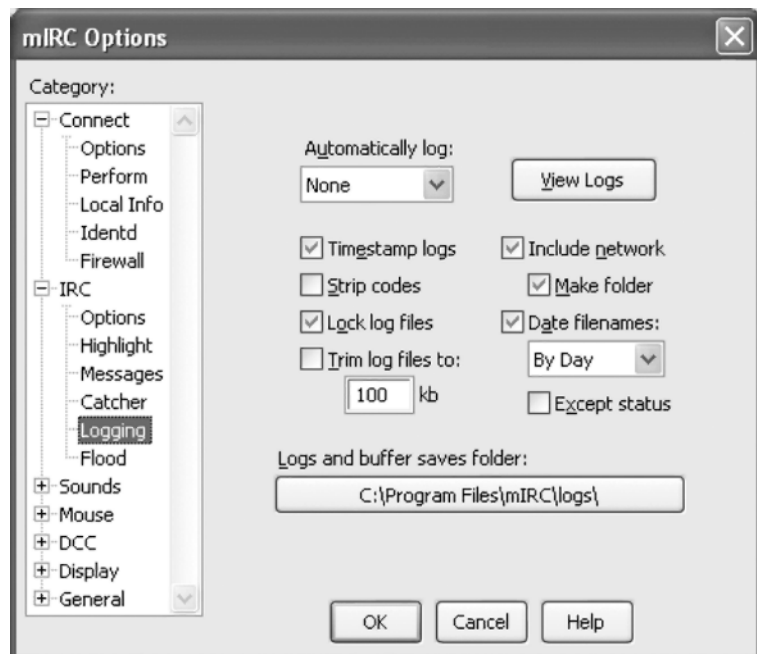 mIRC Options
Category:
Connect
Options
Perform
Local Info
Identd
Firewall
IRC
Options
Highlight
Messages
Catcher
Logging
Flood
Sounds
Mouse
DCC
Display
General
Automatically log:
None
View Logs
Timestamp logs
Include network
Strip codes
Make folder
Lock log files
Date filenames:
Trim log files to:
By Day
100 kb
Except status
Logs and buffer saves folder:
C:\Program Files\mIRC\logs\
OK
Cancel
Help